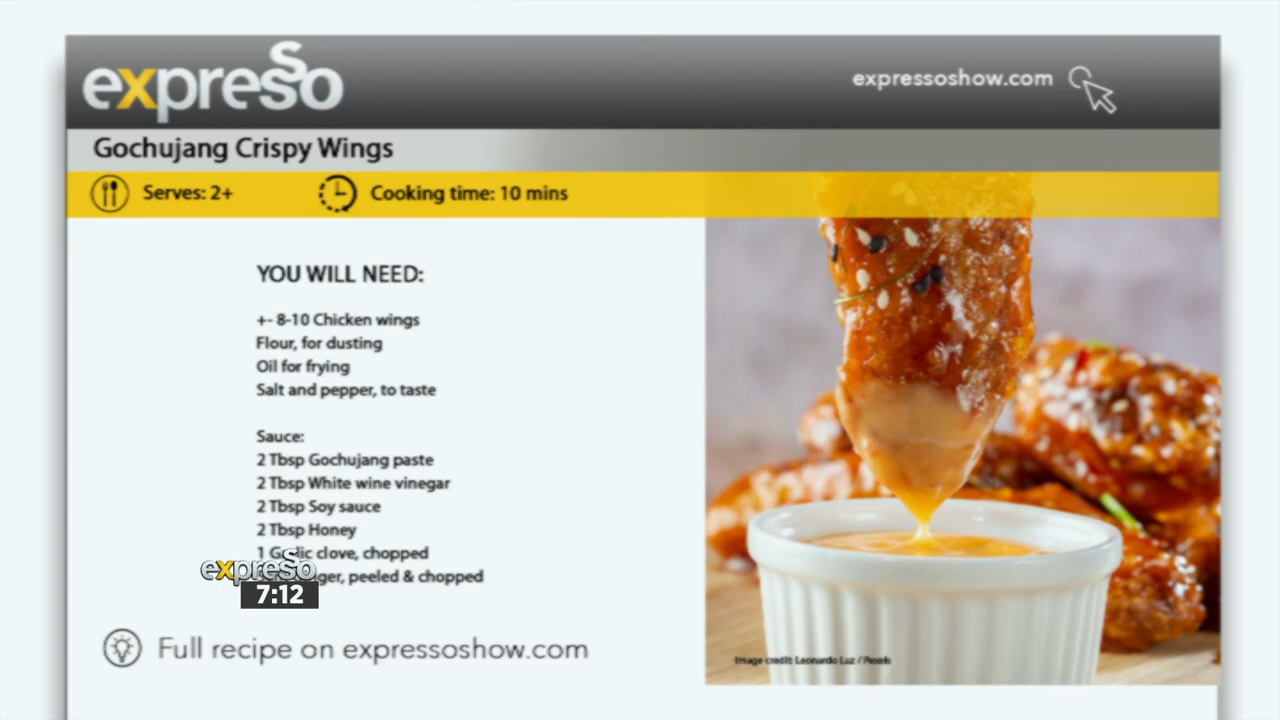 expresso
expressoshow.com
Gochujang Crispy Wings
Serves: 2+
Cooking time: 10 mins
YOU WILL NEED:
+- 8-10 Chicken wings
Flour, for dusting
Oil for frying
Salt and pepper, to taste
Sauce:
2 Tbsp Gochujang paste
2 Tbsp White wine vinegar
2 Tbsp Soy sauce
2 Tbsp Honey
1 Garlic clove, chopped
peeled & chopped
expresso
7:12
Full recipe on expressoshow.com
Image credit: Leonardo Luz / Pexels